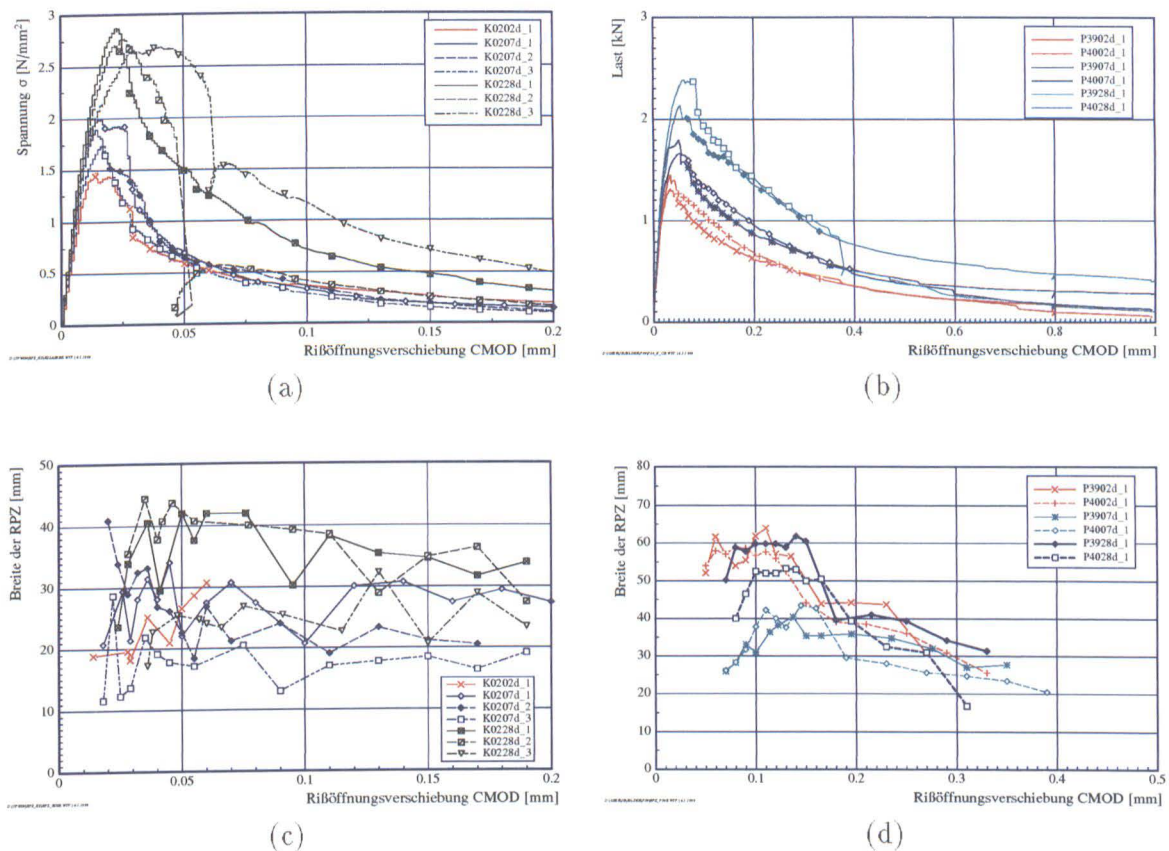 Spannung σ [N/mm²]
3
2.5
2
1.5
1
0.5
0
0
0.05
0.1
0.15
0.2
K0202d_1
K0207d_1
K0207d_2
K0207d_3
K0228d_1
K0228d_2
K0228d_3
Rißöffnungsverschiebung CMOD [mm]
(a)
Last [kN]
3
2
1
0
0
0.2
0.4
0.6
0.8
1
P3902d_1
P4002d_1
P3907d_1
P4007d_1
P3928d_1
P4028d_1
Rißöffnungsverschiebung CMOD [mm]
(b)
Breite der RPZ [mm]
50
40
30
20
10
0
0
0.05
0.1
0.15
0.2
K0202d_1
K0207d_1
K0207d_2
K0207d_3
K0228d_1
K0228d_2
K0228d_3
Rißöffnungsverschiebung CMOD [mm]
(c)
Breite der RPZ [mm]
80
70
60
50
40
30
20
10
0
0
0.1
0.2
0.3
0.4
0.5
P3902d_1
P4002d_1
P3907d_1
P4007d_1
P3928d_1
P4028d_1
Rißöffnungsverschiebung CMOD [mm]
(d)